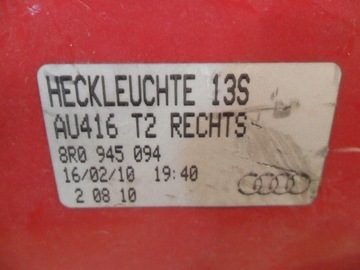 HECKLEUCHTE 13S
AU416 T2 RECHTS
8R0 945 094
16/02/10 19:40
2 08 10